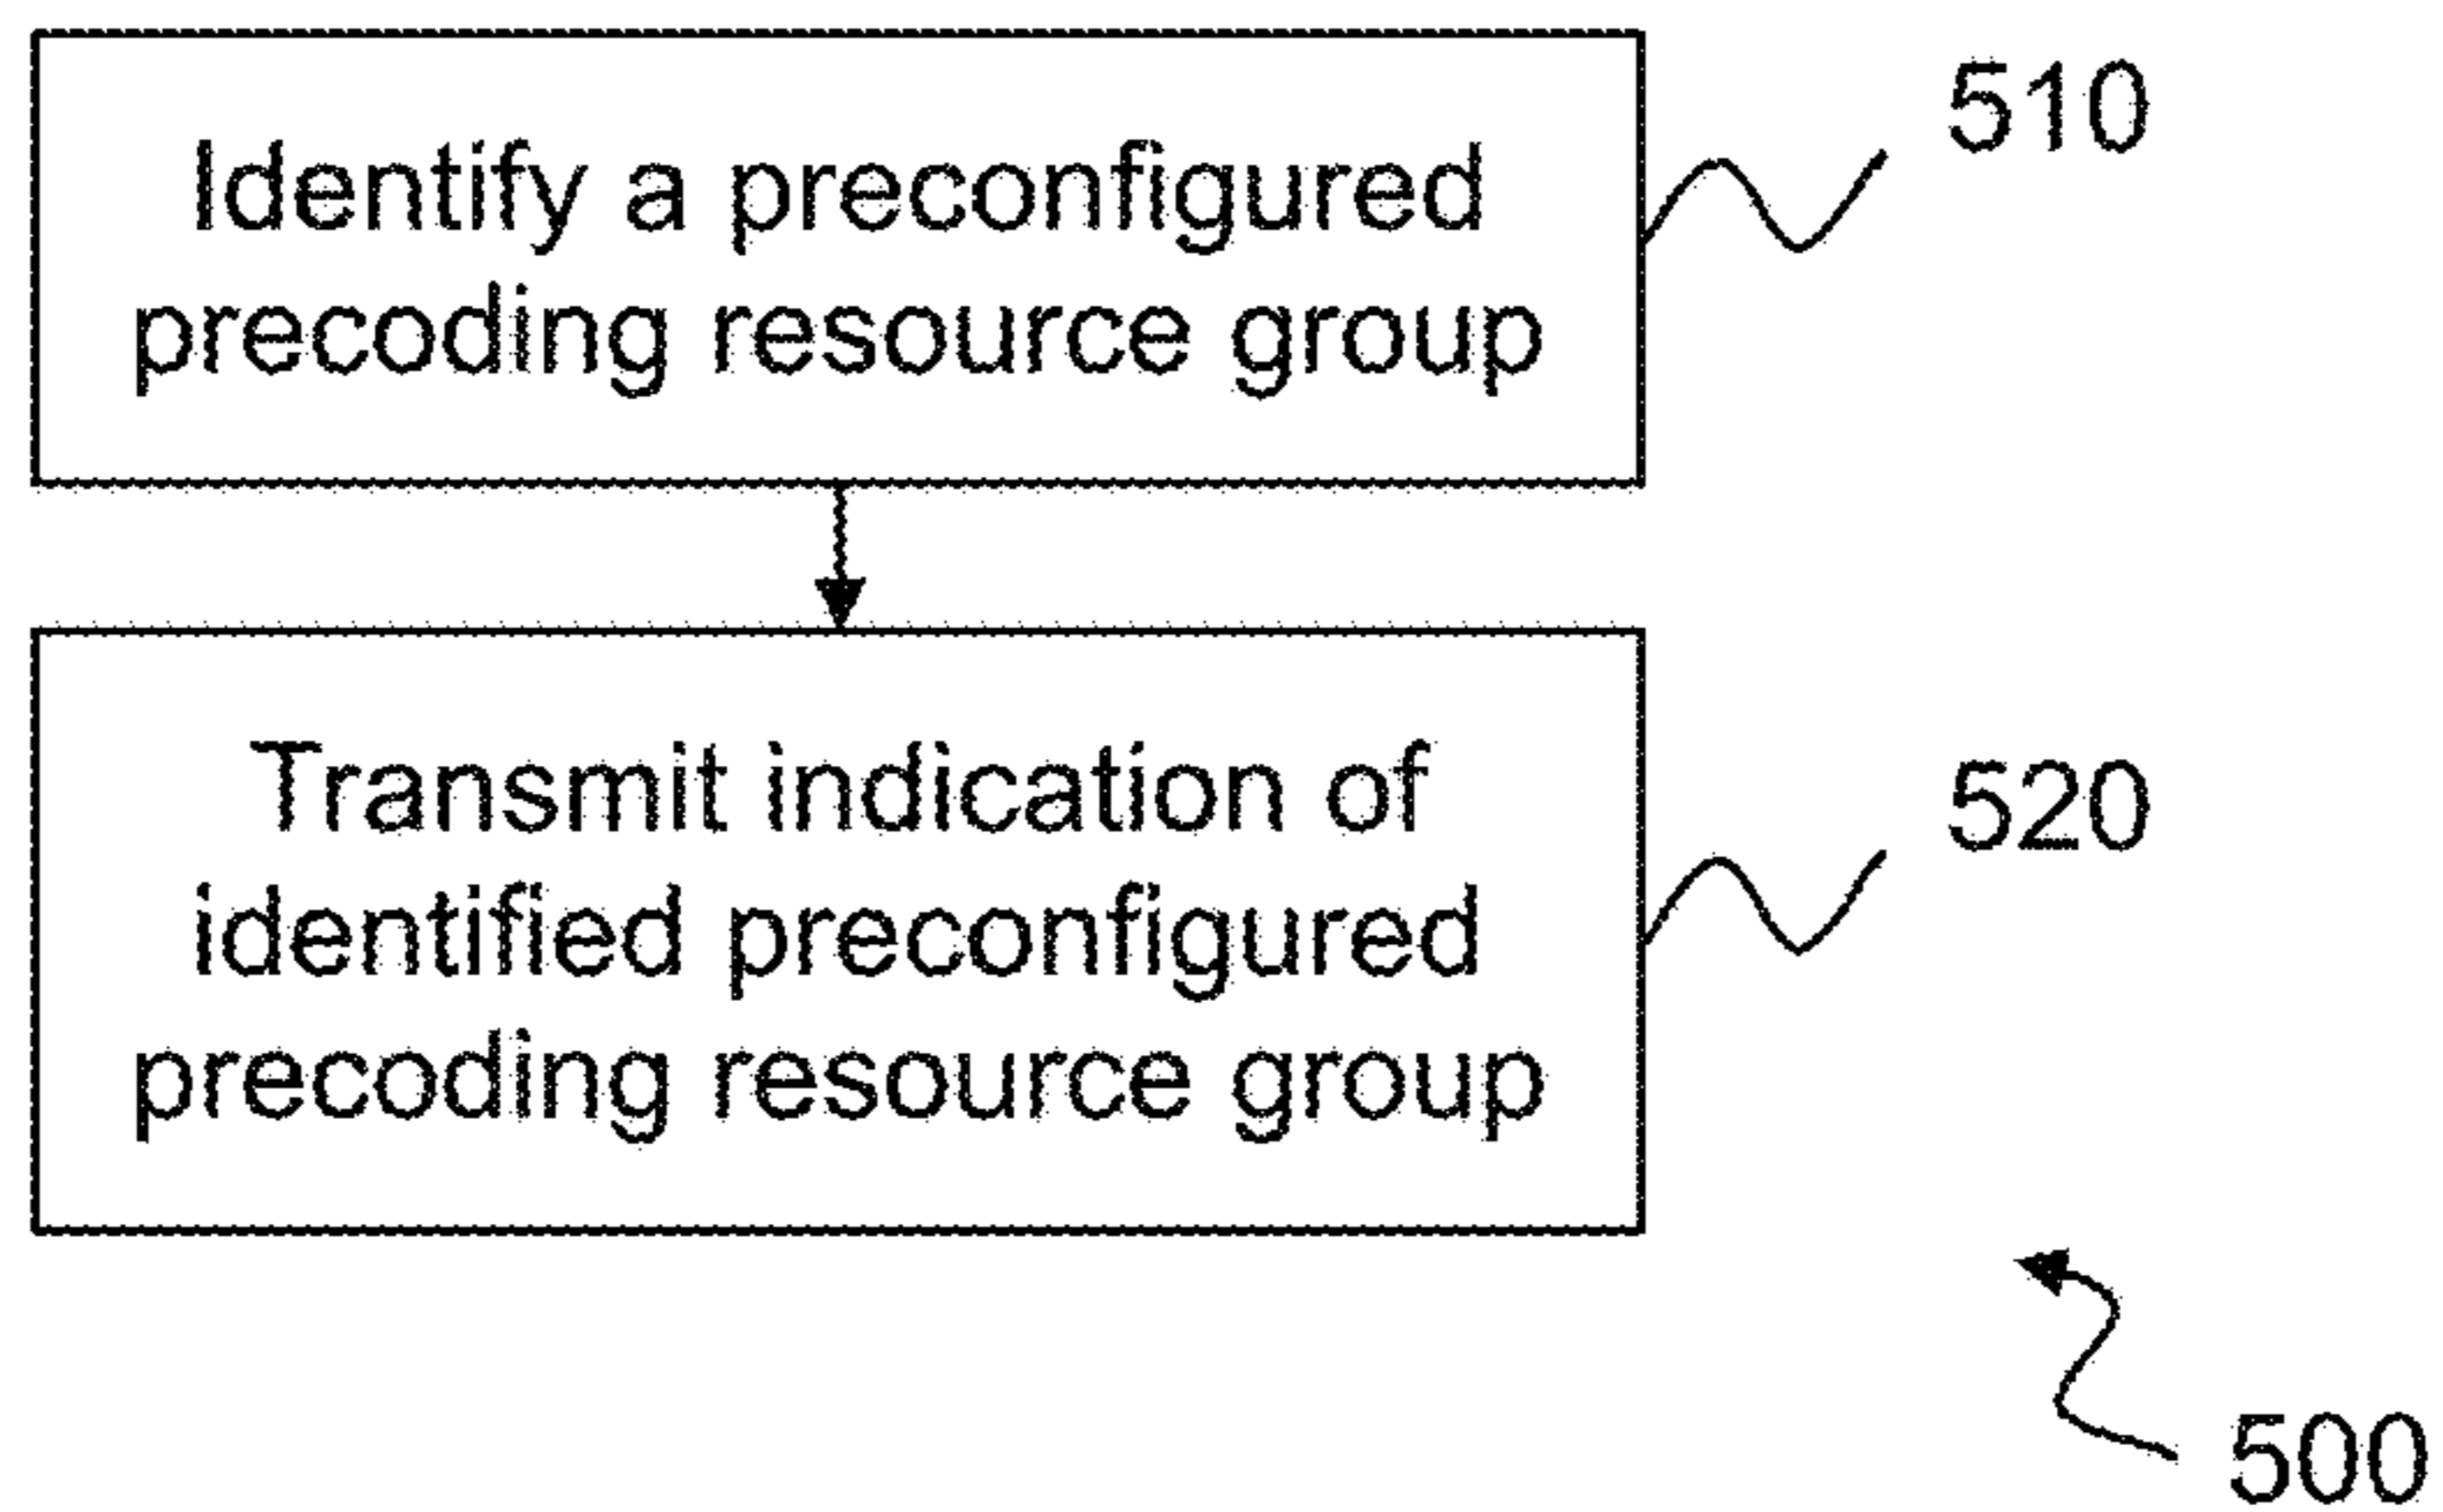 Identify a preconfigured
precoding resource group
510
Transmit indication of
identified preconfigured
precoding resource group
520
500